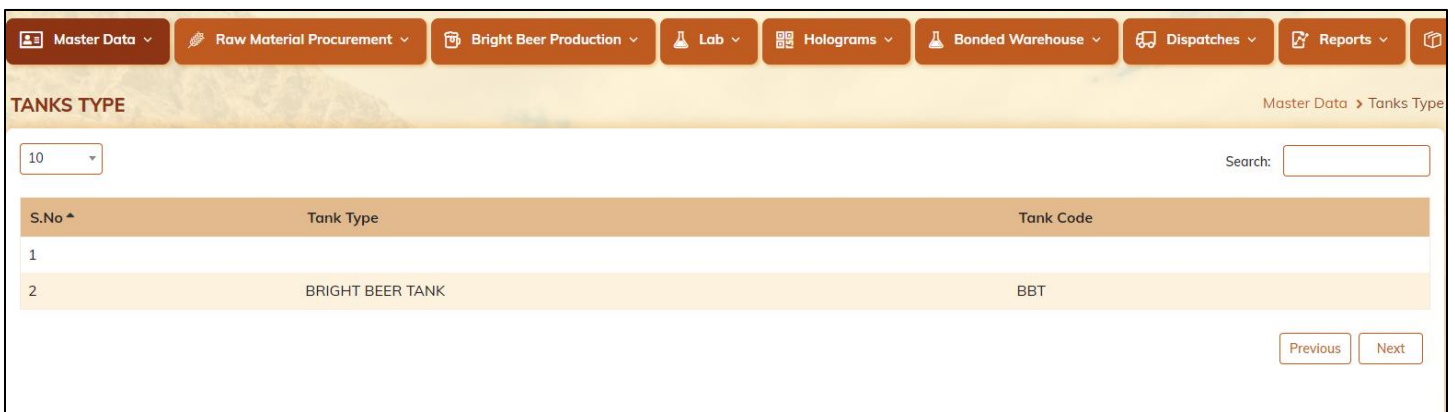 Master Data Raw Material Procurement Bright Beer Production Lab Holograms Bonded Warehouse Dispatches Reports
TANKS TYPE Master Data > Tanks Type
10 Search:
S.No Tank Type Tank Code
1
2 BRIGHT BEER TANK BBT
Previous Next